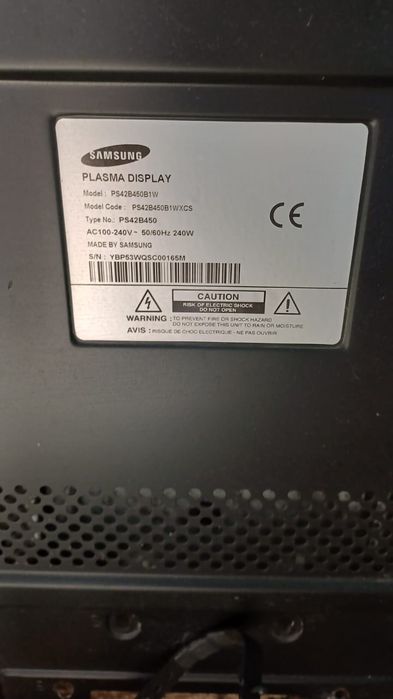 SAMSUNG
PLASMA DISPLAY
Model : PS42B450B1W
Model Code : PS42B450B1WXCS
Type No.: PS42B450
AC100-240V~ 50/60Hz 240W
MADE BY SAMSUNG
S/N : YBP53WQSC00165M
CE
CAUTION
RISK OF ELECTRIC SHOCK
DO NOT OPEN
WARNING : TO PREVENT FIRE OR SHOCK HAZARD
DO NOT EXPOSE THIS UNIT TO RAIN OR MOISTURE
AVIS : RISQUE DE CHOC ELECTRIQUE - NE PAS OUVRIR